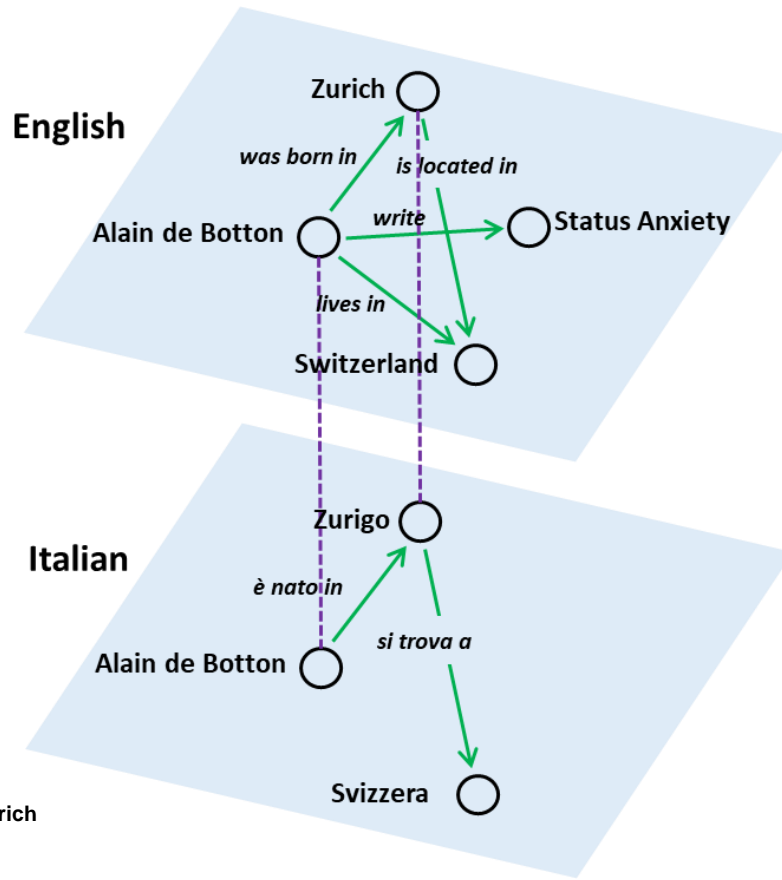 Zurich
English
was born in
is located in
write
Alain de Botton
Status Anxiety
lives in
Switzerland
Zurigo
Italian
è nato in
si trova a
Alain de Botton
Svizzera
rich